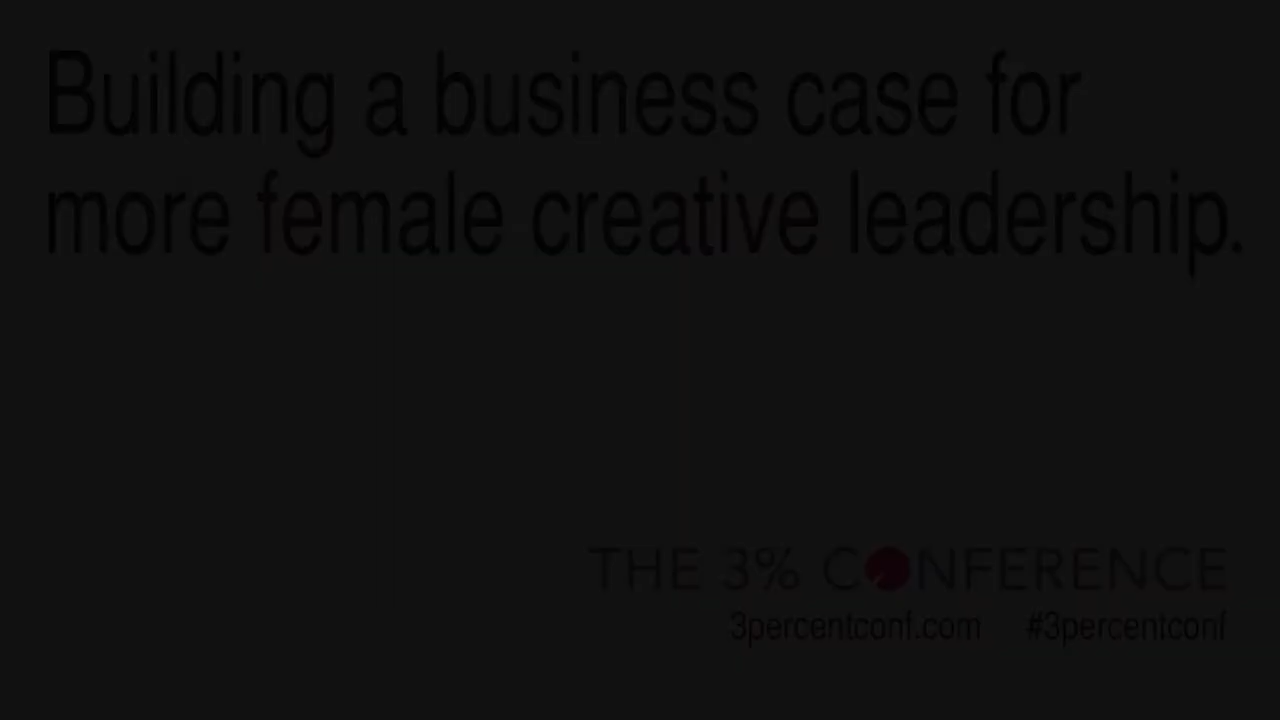 Building a business case for
more female creative leadership.
THE 3% CONFERENCE
3percentconf.com #3percentconf